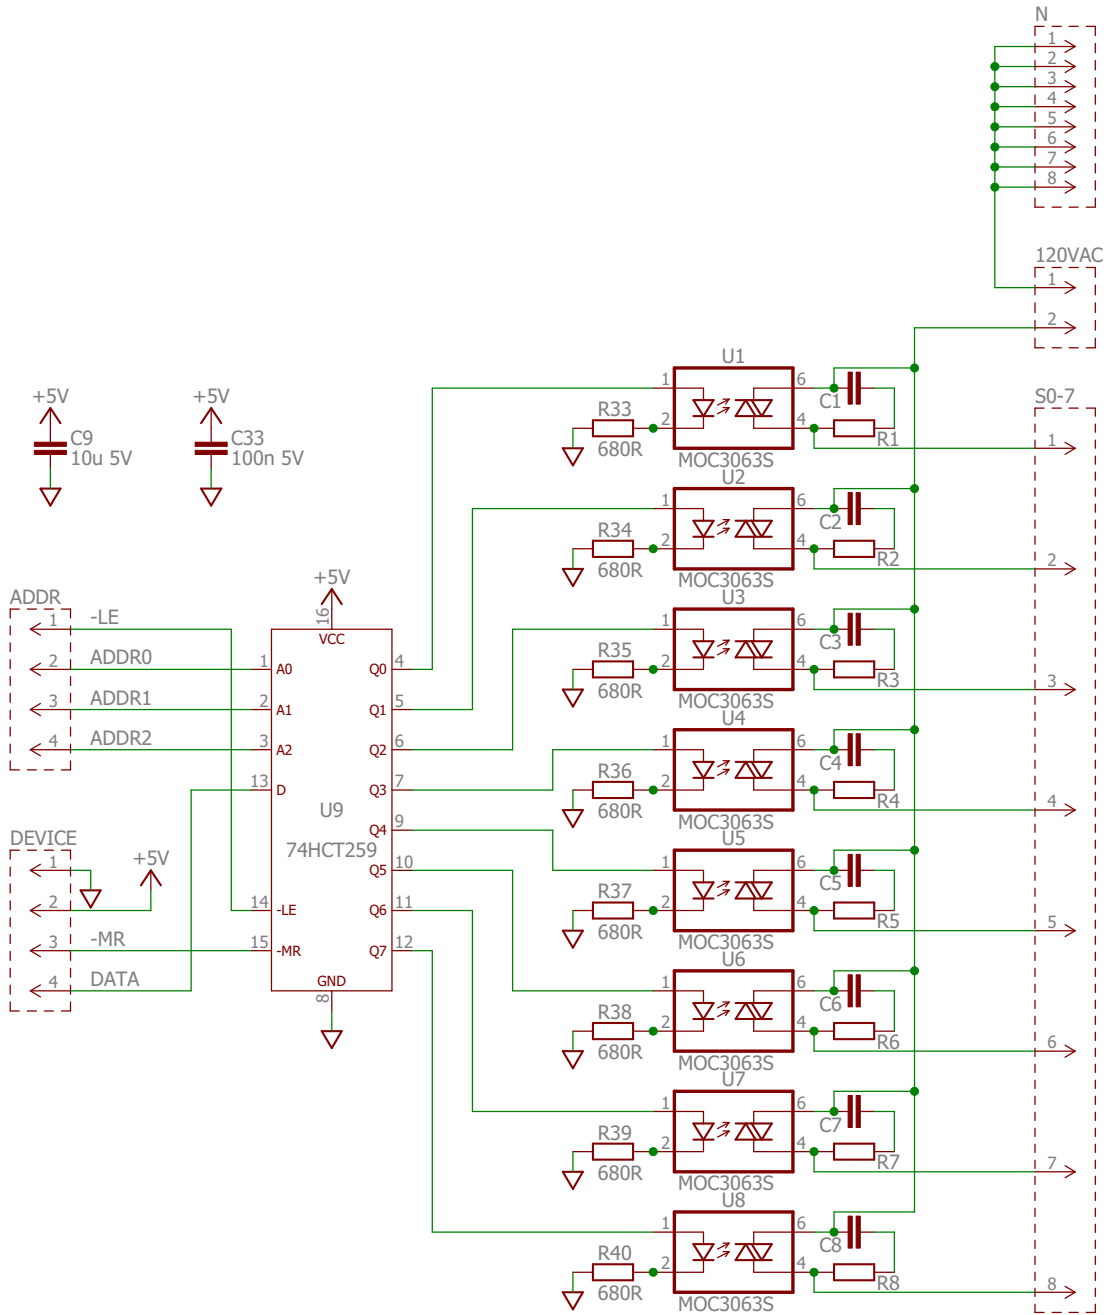 N
1
2
3
4
5
6
7
8
120VAC
1
2
S0-7
1
2
3
4
5
6
7
8
+5V
C9
10u 5V
+5V
C33
100n 5V
ADDR
1 -LE
2 ADDR0
3 ADDR1
4 ADDR2
DEVICE
1
2
+5V
3 -MR
4 DATA
+5V
16
VCC
1 A0
2 A1
3 A2
13 D
14 -LE
15 -MR
Q0 4
Q1 5
Q2 6
Q3 7
Q4 9
Q5 10
Q6 11
Q7 12
U9
74HCT259
GND
8
U1
1 6
C1
R33 2 4
R1
680R
MOC3063S
U2
1 6
C2
R34 2 4
R2
680R
MOC3063S
U3
1 6
C3
R35 2 4
R3
680R
MOC3063S
U4
1 6
C4
R36 2 4
R4
680R
MOC3063S
U5
1 6
C5
R37 2 4
R5
680R
MOC3063S
U6
1 6
C6
R38 2 4
R6
680R
MOC3063S
U7
1 6
C7
R39 2 4
R7
680R
MOC3063S
U8
1 6
C8
R40 2 4
R8
680R
MOC3063S